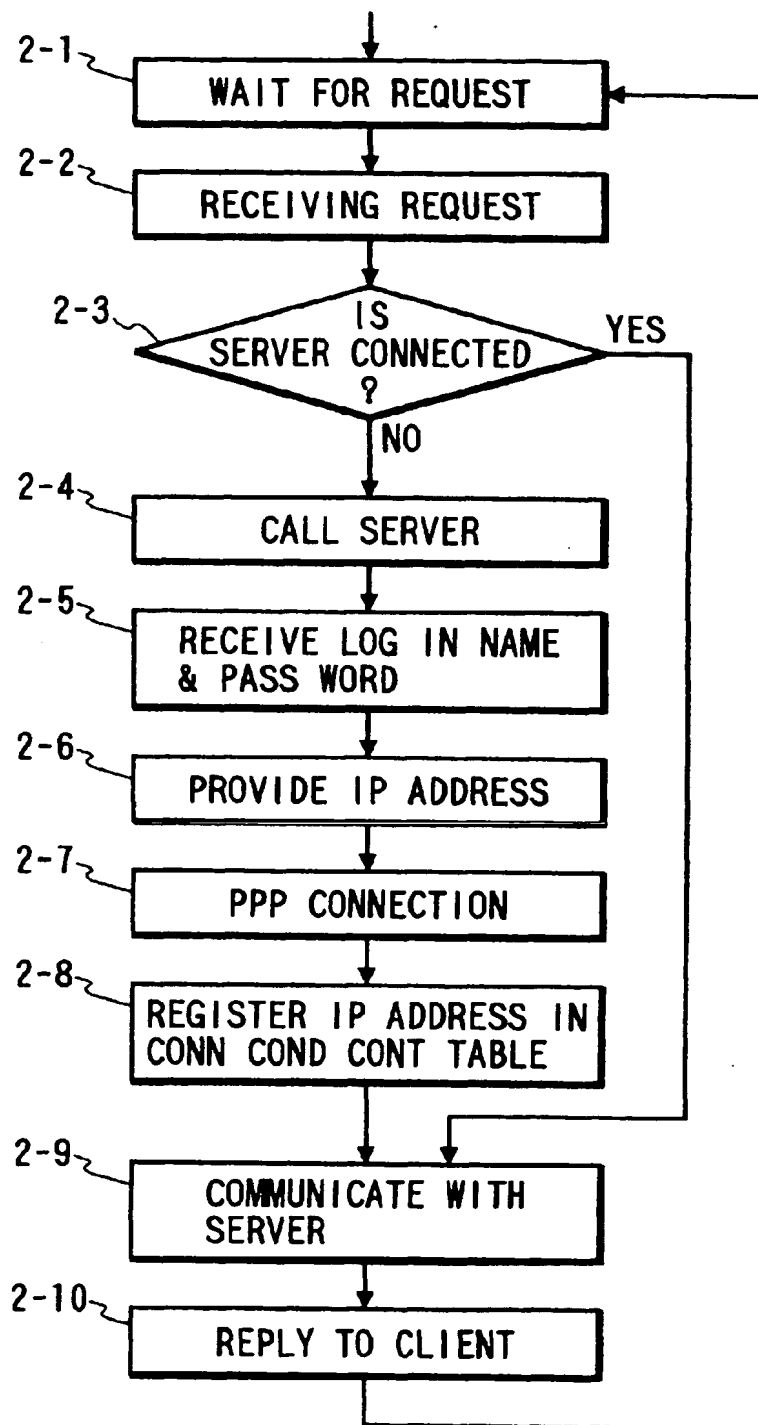 2-1
WAIT FOR REQUEST
2-2
RECEIVING REQUEST
2-3
IS
SERVER CONNECTED
?
YES
NO
2-4
CALL SERVER
2-5
RECEIVE LOG IN NAME
& PASS WORD
2-6
PROVIDE IP ADDRESS
2-7
PPP CONNECTION
2-8
REGISTER IP ADDRESS IN
CONN COND CONT TABLE
2-9
COMMUNICATE WITH
SERVER
2-10
REPLY TO CLIENT